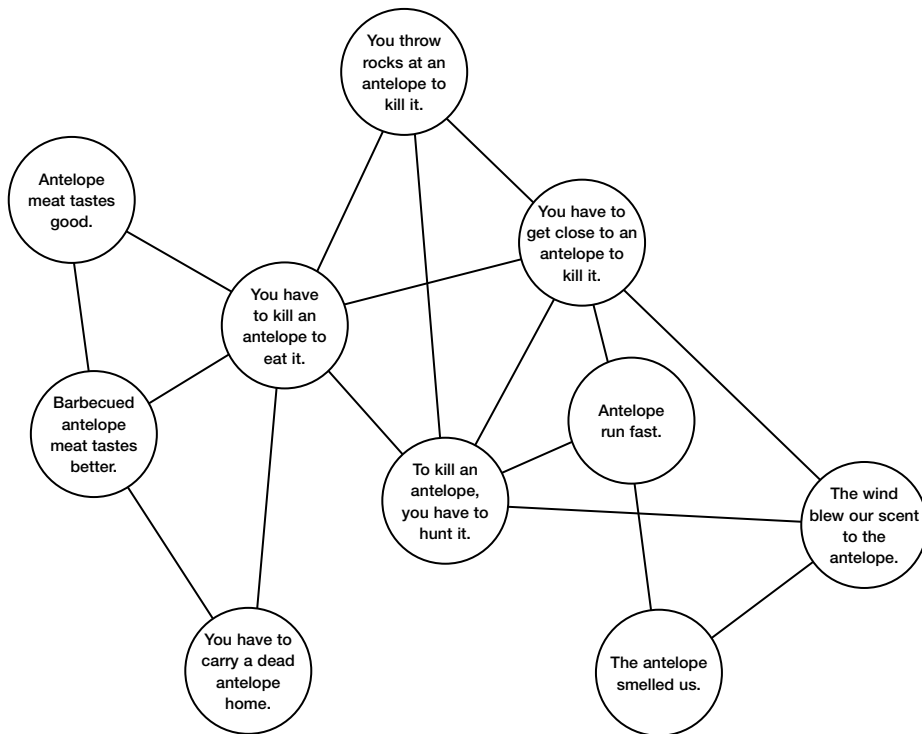 You throw
rocks at an
antelope to
kill it.
Antelope
meat tastes
good.
You have to
get close to an
antelope to
kill it.
You have
to kill an
antelope to
eat it.
Barbecued
antelope
meat tastes
better.
Antelope
run fast.
To kill an
antelope,
you have to
hunt it.
The wind
blew our scent
to the
antelope.
You have to
carry a dead
antelope
home.
The antelope
smelled us.